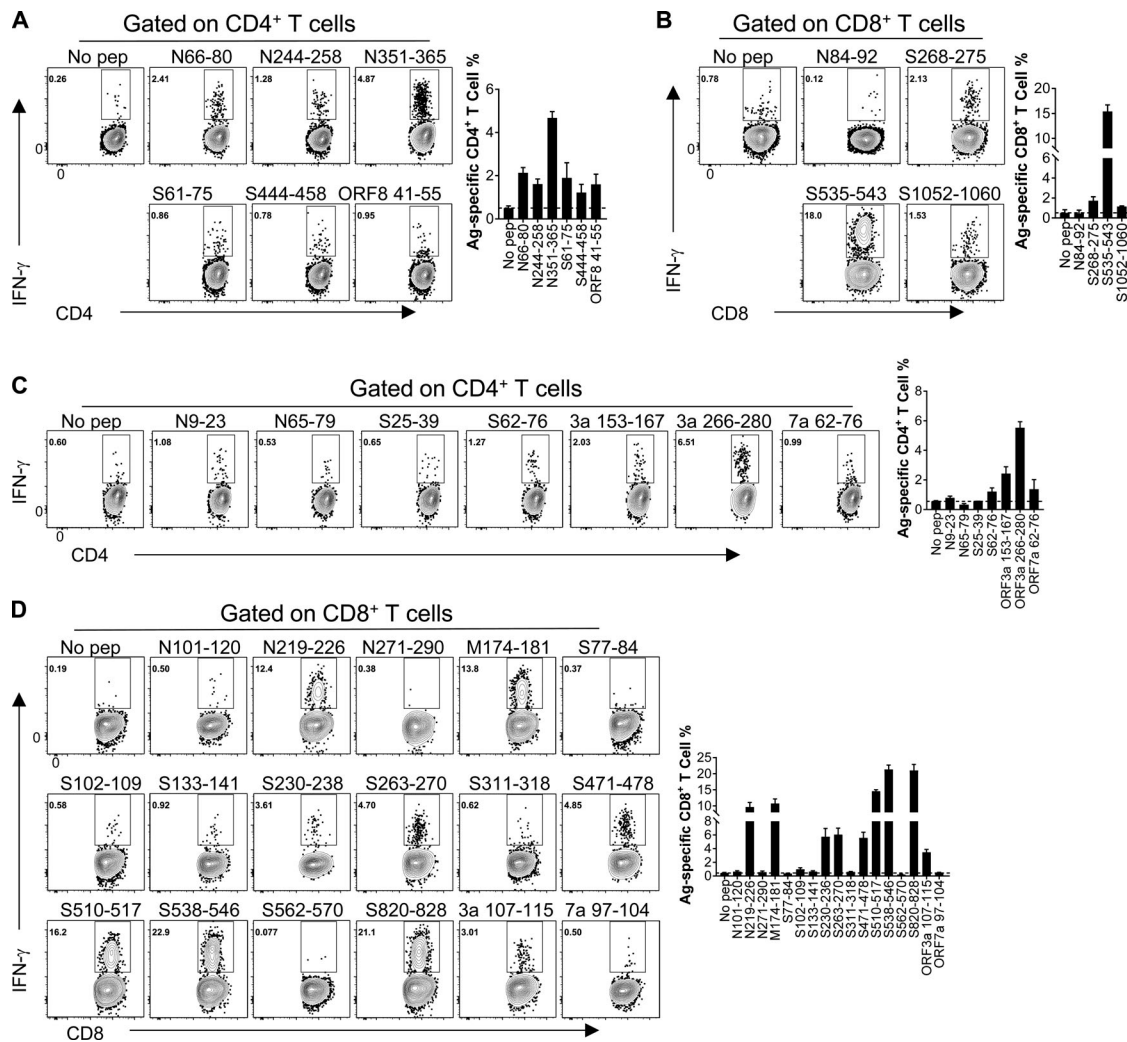 A
Gated on CD4⁺ T cells
No pep N66-80 N244-258 N351-365
0.26 2.41 1.28 4.87
0
0
S61-75 S444-458 ORF8 41-55
0.86 0.78 0.95
IFN-γ
CD4
Ag-specific CD4⁺ T Cell %
6
4
2
0
No pep
N66-80
N244-258
N351-365
S61-75
S444-458
ORF8 41-55
B
Gated on CD8⁺ T cells
No pep N84-92 S268-275
0.78 0.12 2.13
0
0
S535-543 S1052-1060
18.0 1.53
IFN-γ
CD8
Ag-specific CD8⁺ T Cell %
20
15
10
6
4
2
0
No pep
N84-92
S268-275
S535-543
S1052-1060
C
Gated on CD4⁺ T cells
No pep N9-23 N65-79 S25-39 S62-76 3a 153-167 3a 266-280 7a 62-76
0.60 1.08 0.53 0.65 1.27 2.03 6.51 0.99
IFN-γ
0
0
CD4
Ag-specific CD4⁺ T Cell %
8
6
4
2
0
No pep
N9-23
N65-79
S25-39
S62-76
ORF3a 153-167
ORF3a 266-280
ORF7a 62-76
D
Gated on CD8⁺ T cells
No pep N101-120 N219-226 N271-290 M174-181 S77-84
0.19 0.50 12.4 0.38 13.8 0.37
0
0
S102-109 S133-141 S230-238 S263-270 S311-318 S471-478
0.58 0.92 3.61 4.70 0.62 4.85
S510-517 S538-546 S562-570 S820-828 3a 107-115 7a 97-104
16.2 22.9 0.077 21.1 3.01 0.50
IFN-γ
CD8
Ag-specific CD8⁺ T Cell %
25
20
15
10
8
6
4
2
0
No pep
N101-120
N219-226
N271-290
M174-181
S77-84
S102-109
S133-141
S230-236
S263-270
S311-318
S471-478
S510-517
S538-546
S562-570
S820-828
ORF3a 107-115
ORF7a 97-104